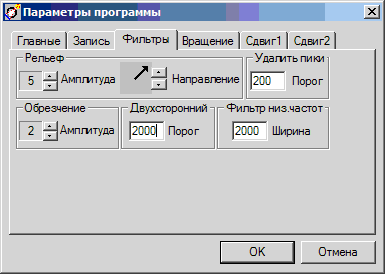 Параметры программы
Главные Запись Фильтры Вращение Сдвиг1 Сдвиг2
Рельеф Удалить пики
5 Амплитуда Направление 200 Порог
Обрезчение Двухсторонний Фильтр низ.частот
2 Амплитуда 2000 Порог 2000 Ширина
OK Отмена